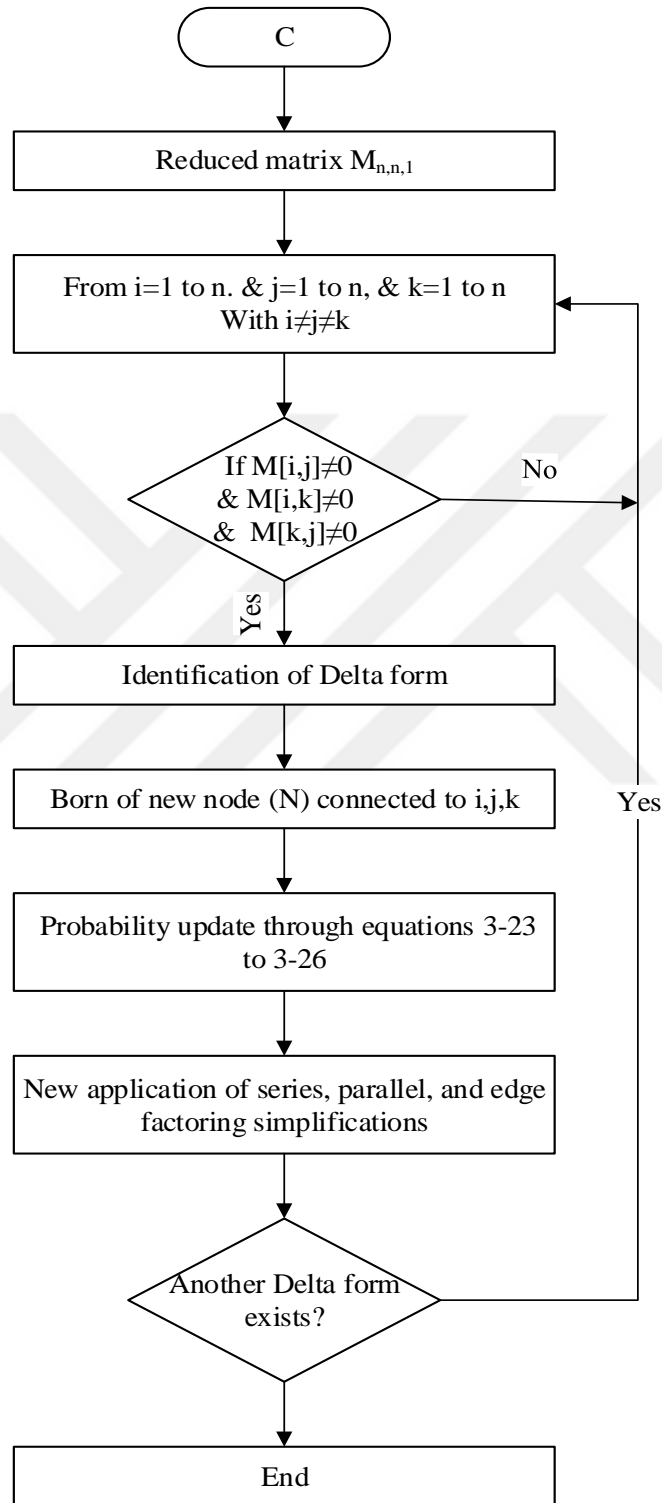 C
Reduced matrix Mn,n,1
From i=1 to n. & j=1 to n, & k=1 to n
With i≠j≠k
If M[i,j]≠0
& M[i,k]≠0
& M[k,j]≠0
No
Yes
Identification of Delta form
Born of new node (N) connected to i,j,k
Yes
Probability update through equations 3-23
to 3-26
New application of series, parallel, and edge
factoring simplifications
Another Delta form
exists?
End